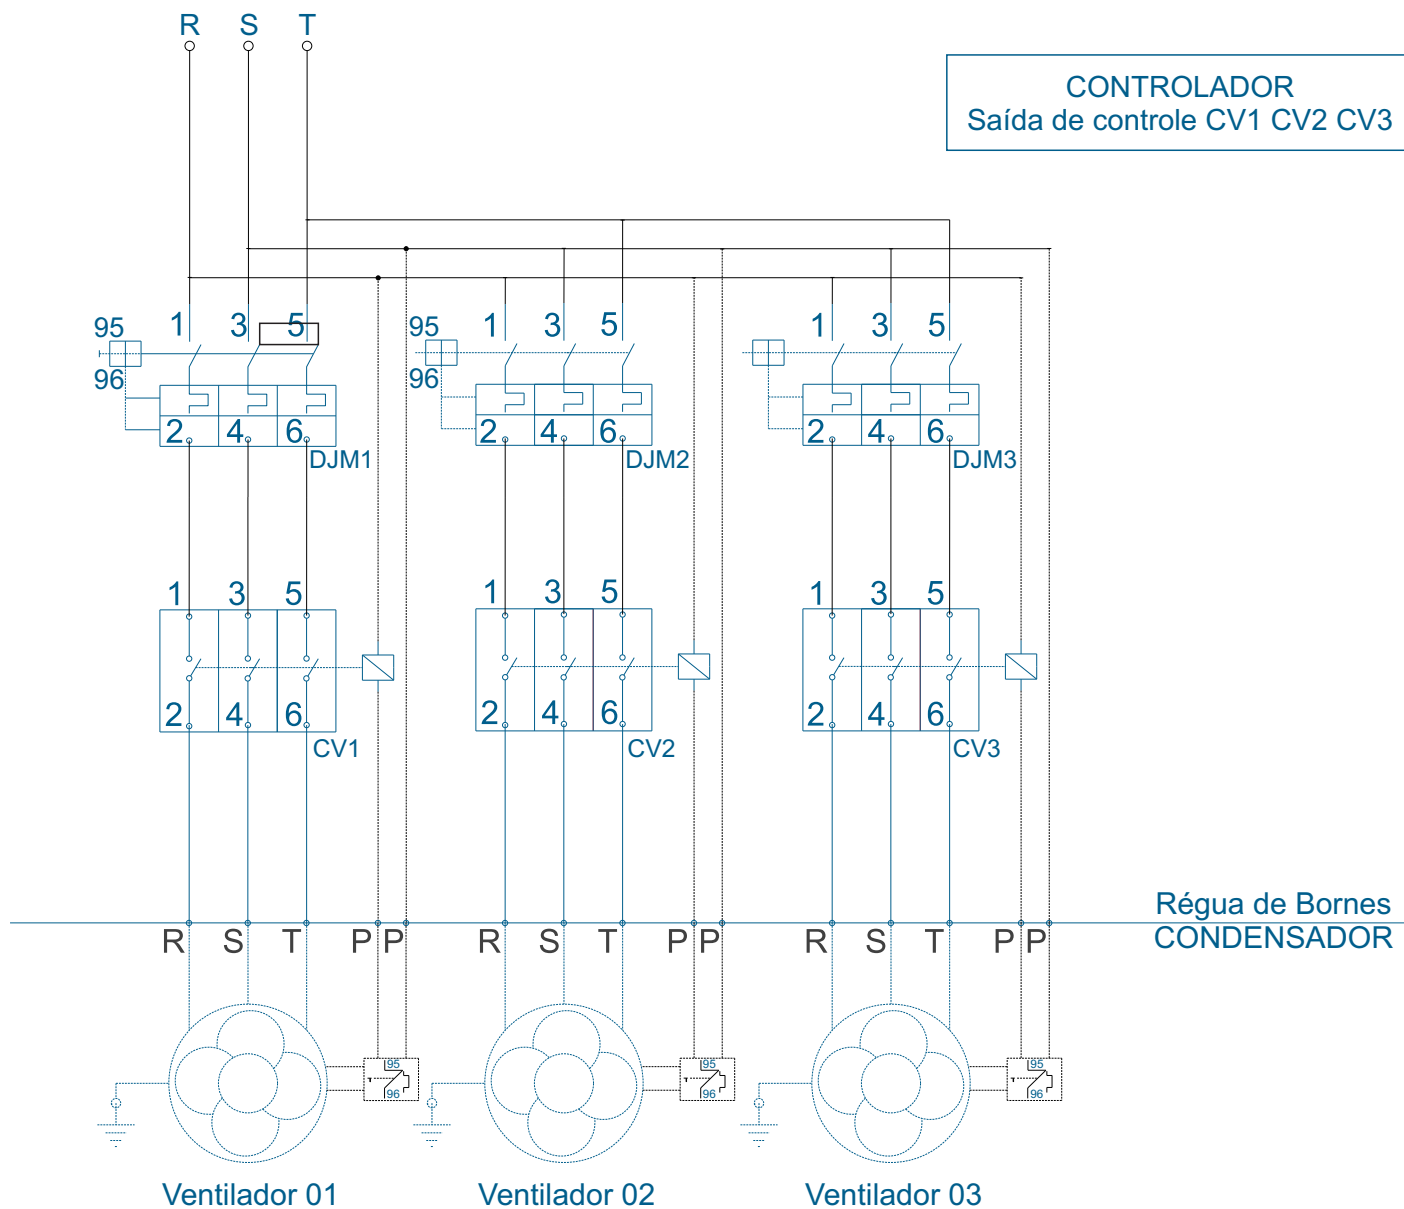 R S T
CONTROLADOR
Saída de controle CV1 CV2 CV3
95 1 3 5 95 1 3 5 1 3 5
96 96
2 4 6 2 4 6 2 4 6
DJM1 DJM2 DJM3
1 3 5 1 3 5 1 3 5
2 4 6 2 4 6 2 4 6
CV1 CV2 CV3
Régua de Bornes
R S T P P R S T P P R S T P P CONDENSADOR
95 95 95
96 96 96
Ventilador 01 Ventilador 02 Ventilador 03